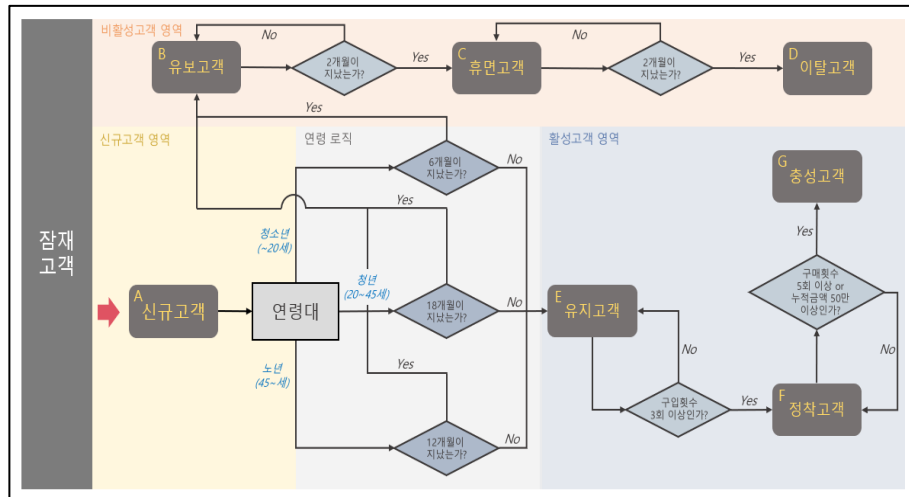 비활성고객 영역
B
유보고객
No
2개월이
지났는가?
Yes
C
휴면고객
No
2개월이
지났는가?
Yes
D
이탈고객
Yes
신규고객 영역
연령 로직
활성고객 영역
6개월이
지났는가?
No
Yes
G
충성고객
잠재
고객
청소년
(~20세)
청년
(20~45세)
Yes
구매횟수
5회 이상 or
누적금액 50만
이상인가?
A
신규고객
연령대
18개월이
지났는가?
No
E
유지고객
No
No
노년
(45~세)
Yes
구입횟수
3회 이상인가?
Yes
F
정착고객
12개월이
지났는가?
No